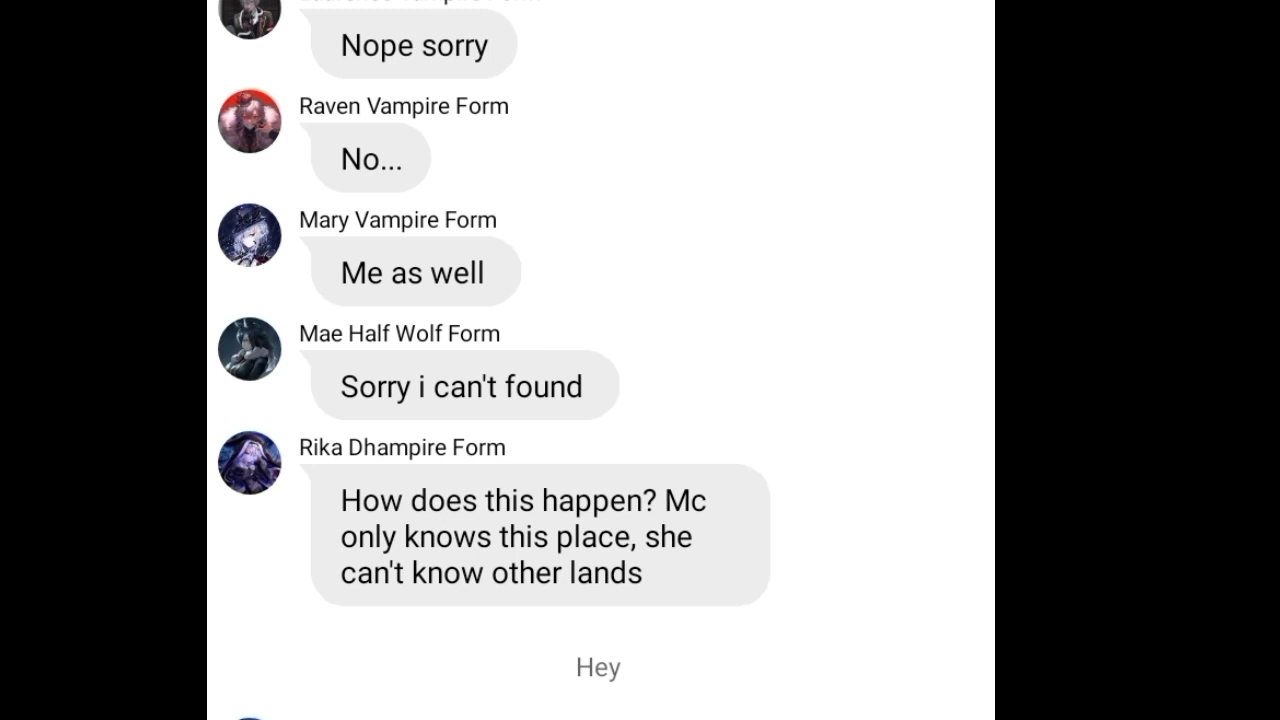 Nope sorry
Raven Vampire Form
No...
Mary Vampire Form
Me as well
Mae Half Wolf Form
Sorry i can't found
Rika Dhampire Form
How does this happen? Mc
only knows this place, she
can't know other lands
Hey